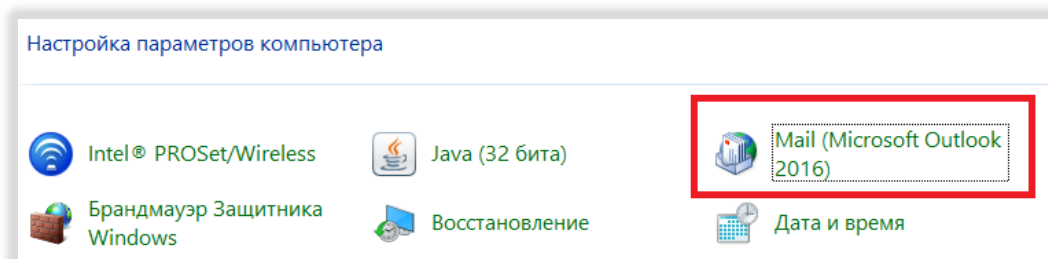 Настройка параметров компьютера
Intel® PROSet/Wireless
Java (32 бита)
Mail (Microsoft Outlook
2016)
Брандмауэр Защитника
Windows
Восстановление
Дата и время